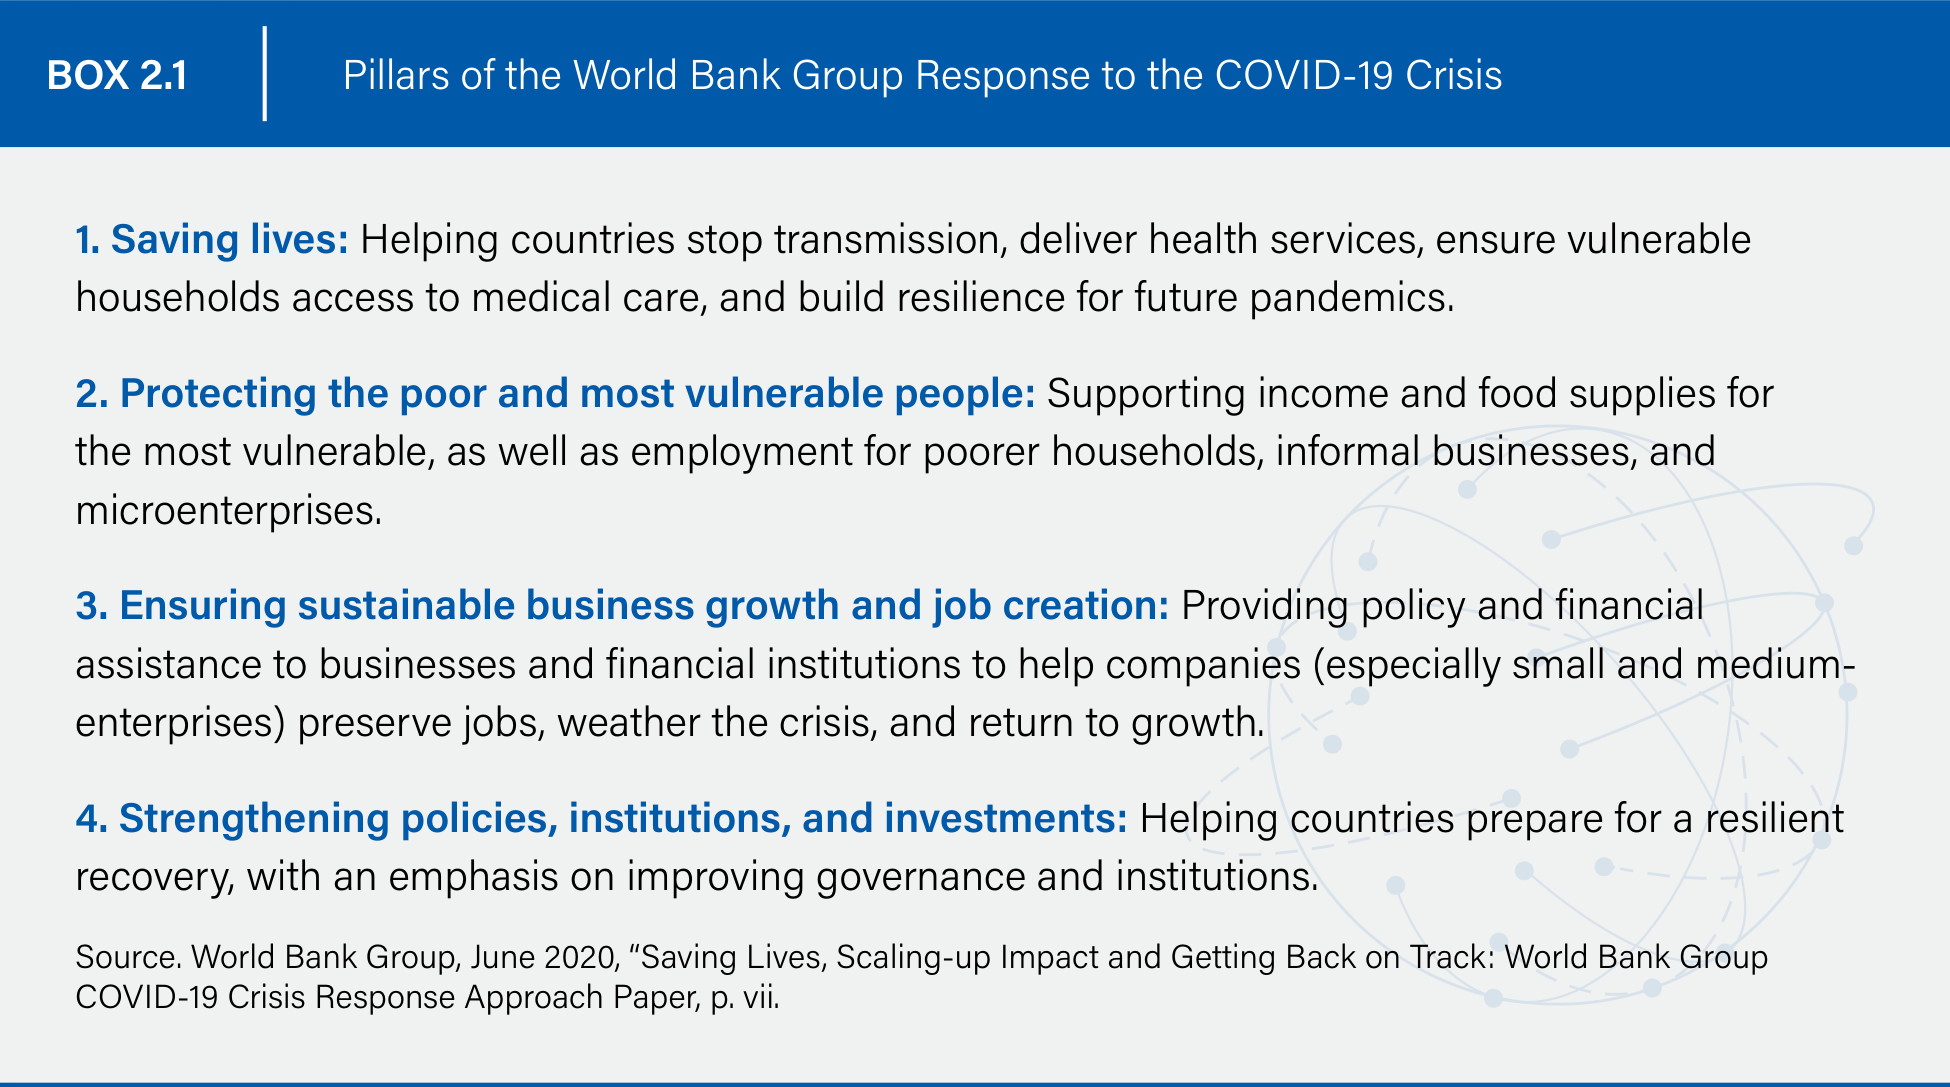 BOX 2.1
Pillars of the World Bank Group Response to the COVID-19 Crisis
1. Saving lives: Helping countries stop transmission, deliver health services, ensure vulnerable
households access to medical care, and build resilience for future pandemics.
2. Protecting the poor and most vulnerable people: Supporting income and food supplies for
the most vulnerable, as well as employment for poorer households, informal businesses, and
microenterprises.
3. Ensuring sustainable business growth and job creation: Providing policy and financial
assistance to businesses and financial institutions to help companies (especially small and medium-
enterprises) preserve jobs, weather the crisis, and return to growth.
4. Strengthening policies, institutions, and investments: Helping countries prepare for a resilient
recovery, with an emphasis on improving governance and institutions.
Source. World Bank Group, June 2020, “Saving Lives, Scaling-up Impact and Getting Back on Track: World Bank Group
COVID-19 Crisis Response Approach Paper, p. vii.